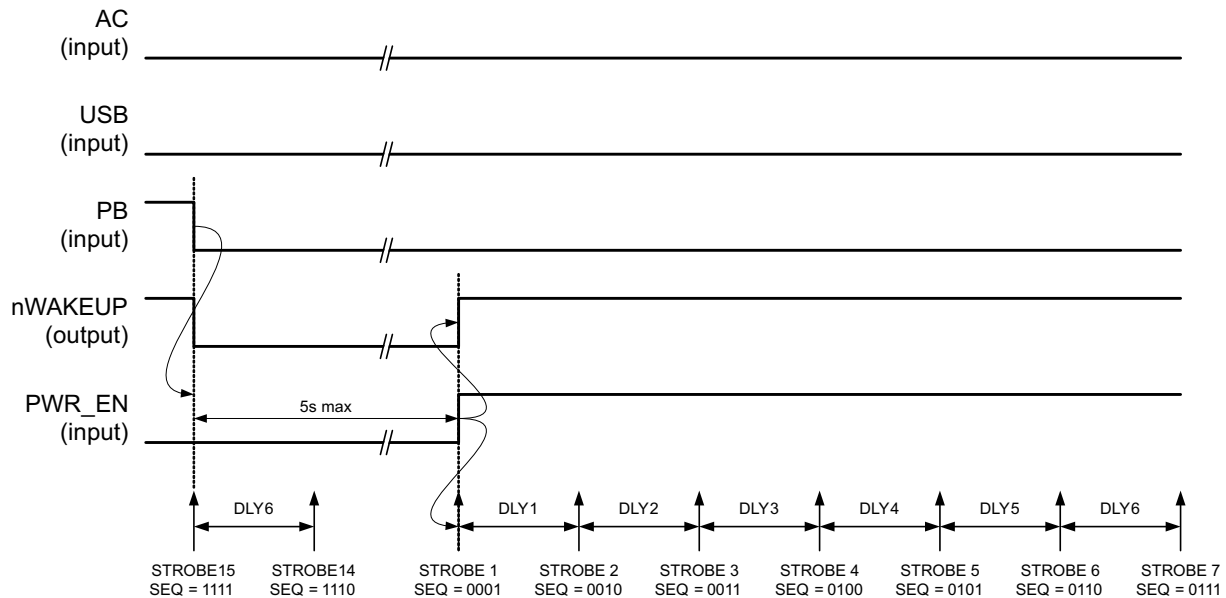 AC
(input)
USB
(input)
PB
(input)
nWAKEUP
(output)
PWR_EN
(input)
5s max
DLY6
DLY1
DLY2
DLY3
DLY4
DLY5
DLY6
STROBE15
SEQ = 1111
STROBE14
SEQ = 1110
STROBE 1
SEQ = 0001
STROBE 2
SEQ = 0010
STROBE 3
SEQ = 0011
STROBE 4
SEQ = 0100
STROBE 5
SEQ = 0101
STROBE 6
SEQ = 0110
STROBE 7
SEQ = 0111